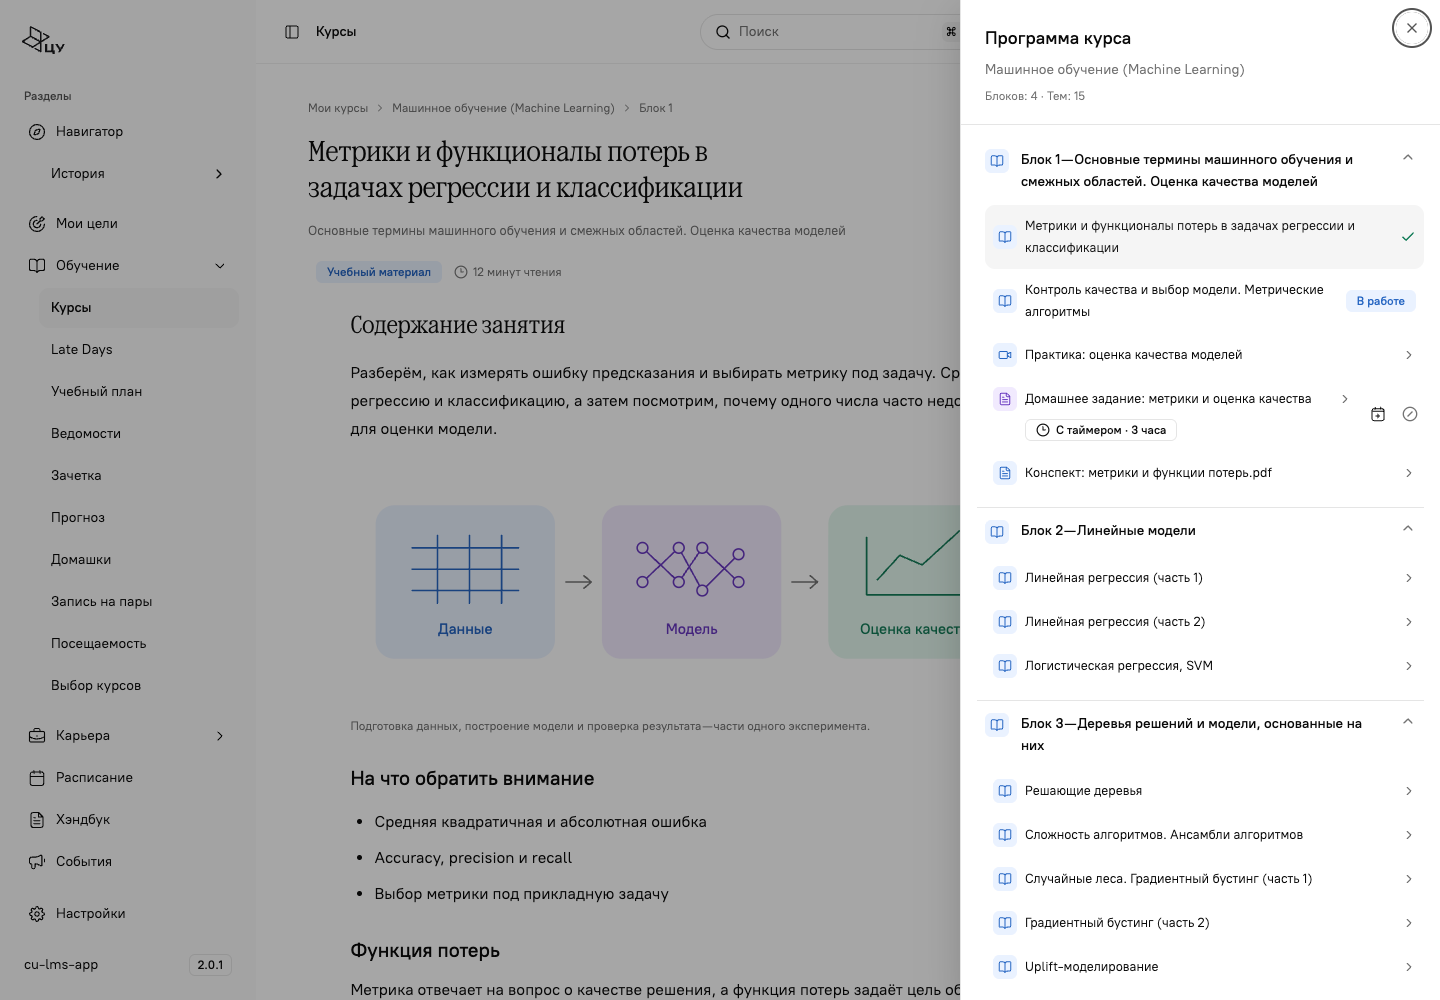 ЦУ
Разделы
Навигатор
История
Мои цели
Обучение
Курсы
Late Days
Учебный план
Ведомости
Зачетка
Прогноз
Домашки
Запись на пары
Посещаемость
Выбор курсов
Карьера
Расписание
Хэндбук
События
Настройки
cu-lms-app 2.0.1
Курсы
Поиск ⌘
Мои курсы > Машинное обучение (Machine Learning) > Блок 1
Метрики и функционалы потерь в
задачах регрессии и классификации
Основные термины машинного обучения и смежных областей. Оценка качества моделей
Учебный материал 12 минут чтения
Содержание занятия
Разберём, как измерять ошибку предсказания и выбирать метрику под задачу. Ср
регрессию и классификацию, а затем посмотрим, почему одного числа часто недо
для оценки модели.
Данные
Модель
Оценка качест
Подготовка данных, построение модели и проверка результата—части одного эксперимента.
На что обратить внимание
• Средняя квадратичная и абсолютная ошибка
• Accuracy, precision и recall
• Выбор метрики под прикладную задачу
Функция потерь
Метрика отвечает на вопрос о качестве решения, а функция потерь задаёт цель об
Программа курса
Машинное обучение (Machine Learning)
Блоков: 4 · Тем: 15
Блок 1—Основные термины машинного обучения и
смежных областей. Оценка качества моделей
Метрики и функционалы потерь в задачах регрессии и
классификации
Контроль качества и выбор модели. Метрические
алгоритмы
В работе
Практика: оценка качества моделей
Домашнее задание: метрики и оценка качества
С таймером · 3 часа
Конспект: метрики и функции потерь.pdf
Блок 2—Линейные модели
Линейная регрессия (часть 1)
Линейная регрессия (часть 2)
Логистическая регрессия, SVM
Блок 3—Деревья решений и модели, основанные на
них
Решающие деревья
Сложность алгоритмов. Ансамбли алгоритмов
Случайные леса. Градиентный бустинг (часть 1)
Градиентный бустинг (часть 2)
Uplift-моделирование